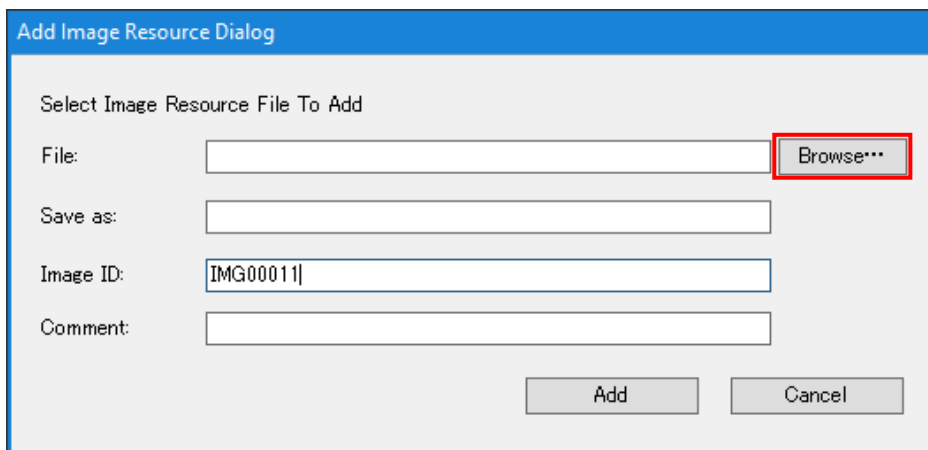 Add Image Resource Dialog
Select Image Resource File To Add
File: Browse…
Save as:
Image ID: IMG00011
Comment:
Add Cancel